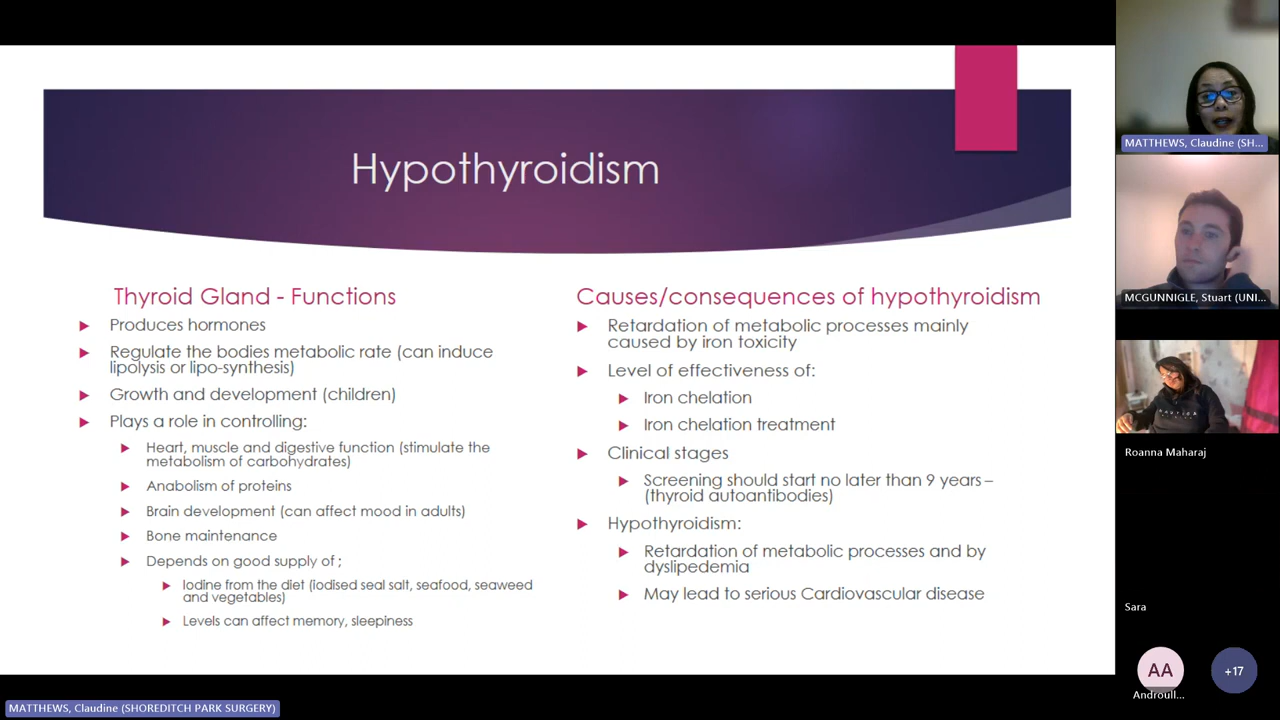 Hypothyroidism
Thyroid Gland - Functions
Produces hormones
Regulate the bodies metabolic rate (can induce
lipolysis or lipo-synthesis)
Growth and development (children)
Plays a role in controlling:
Heart, muscle and digestive function (stimulate the
metabolism of carbohydrates)
Anabolism of proteins
Brain development (can affect mood in adults)
Bone maintenance
Depends on good supply of ;
Iodine from the diet (iodised seal salt, seafood, seaweed
and vegetables)
Levels can affect memory, sleepiness
Causes/consequences of hypothyroidism
Retardation of metabolic processes mainly
caused by iron toxicity
Level of effectiveness of:
Iron chelation
Iron chelation treatment
Clinical stages
Screening should start no later than 9 years –
(thyroid autoantibodies)
Hypothyroidism:
Retardation of metabolic processes and by
dyslipedemia
May lead to serious Cardiovascular disease
MATTHEWS, Claudine (SH...
MCGUNNIGLE, Stuart (UNI...
Roanna Maharaj
Sara
AA
Androull...
+17
MATTHEWS, Claudine (SHOREDITCH PARK SURGERY)